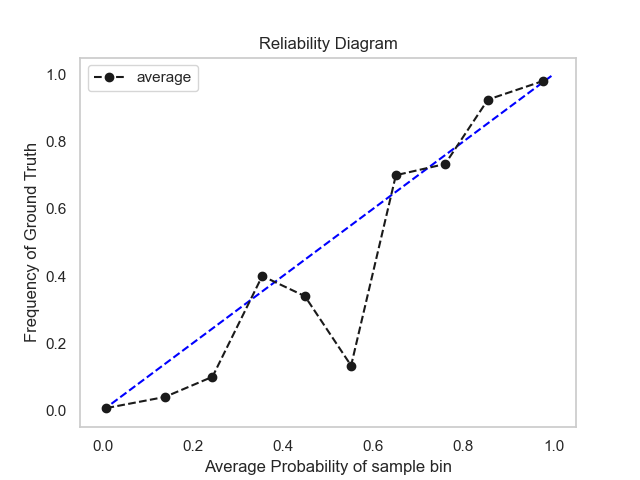 Reliability Diagram
average
1.0
0.8
0.6
0.4
0.2
0.0
Frequency of Ground Truth
0.0 0.2 0.4 0.6 0.8 1.0
Average Probability of sample bin